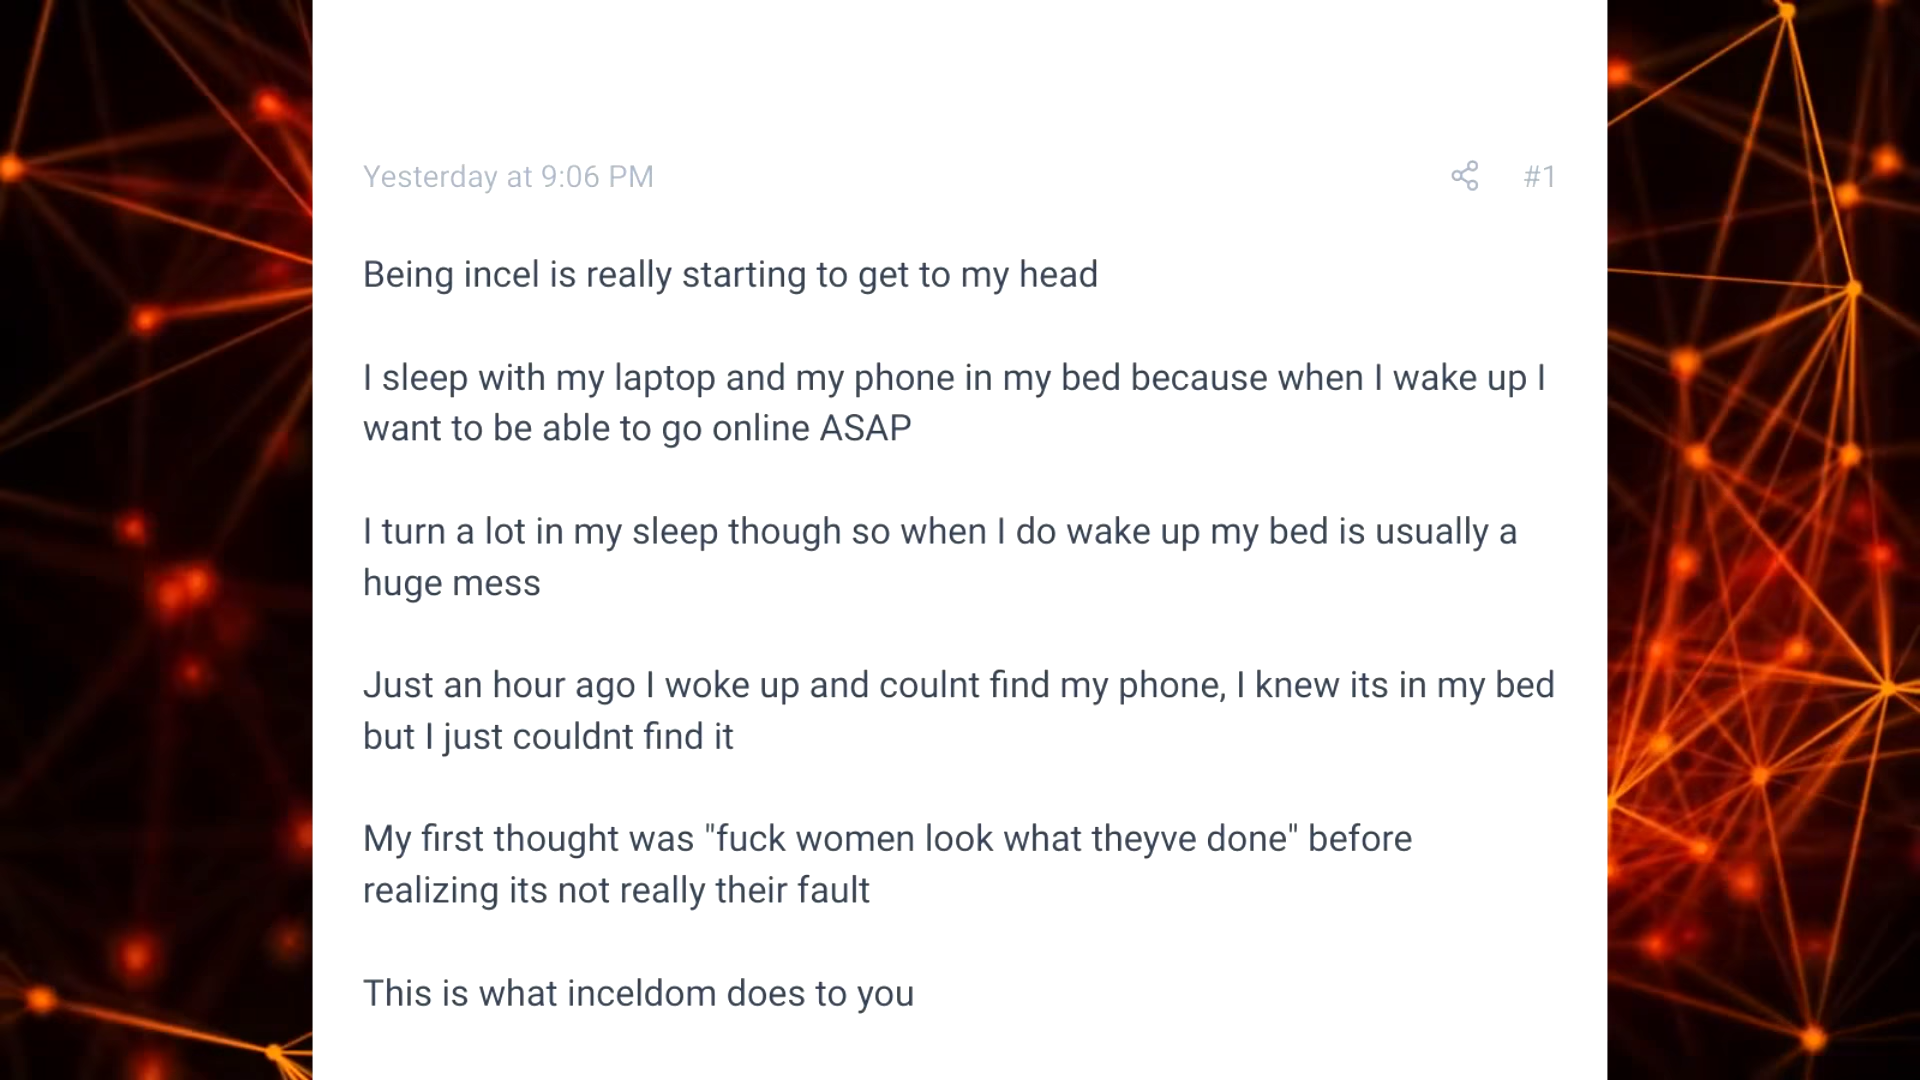 Yesterday at 9:06 PM
#1
Being incel is really starting to get to my head
I sleep with my laptop and my phone in my bed because when I wake up I
want to be able to go online ASAP
I turn a lot in my sleep though so when I do wake up my bed is usually a
huge mess
Just an hour ago I woke up and coulnt find my phone, I knew its in my bed
but I just couldnt find it
My first thought was "fuck women look what theyve done" before
realizing its not really their fault
This is what inceldom does to you